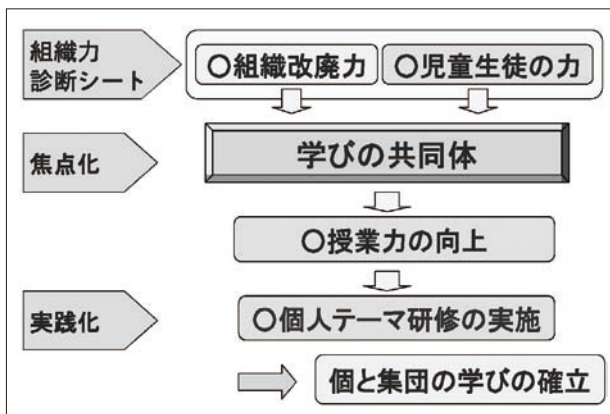 組織力
診断シート
○組織改廃力
○児童生徒の力
焦点化
学びの共同体
○授業力の向上
実践化
○個人テーマ研修の実施
個と集団の学びの確立